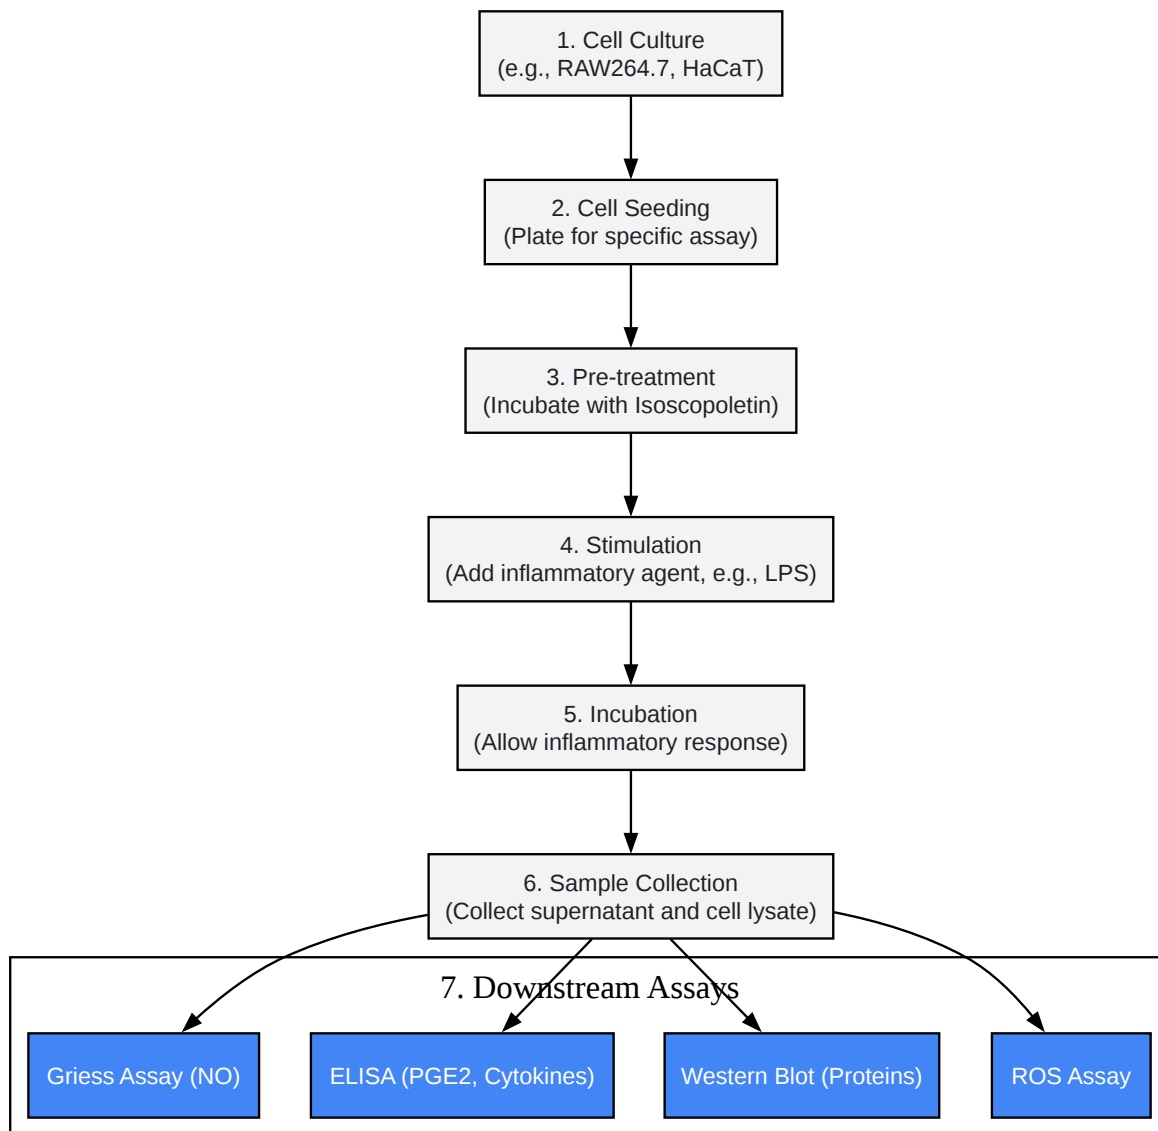 1. Cell Culture
(e.g., RAW264.7, HaCaT)
2. Cell Seeding
(Plate for specific assay)
3. Pre-treatment
(Incubate with Isoscopoletin)
4. Stimulation
(Add inflammatory agent, e.g., LPS)
5. Incubation
(Allow inflammatory response)
6. Sample Collection
(Collect supernatant and cell lysate)
7. Downstream Assays
Griess Assay (NO)
ELISA (PGE2, Cytokines)
Western Blot (Proteins)
ROS Assay